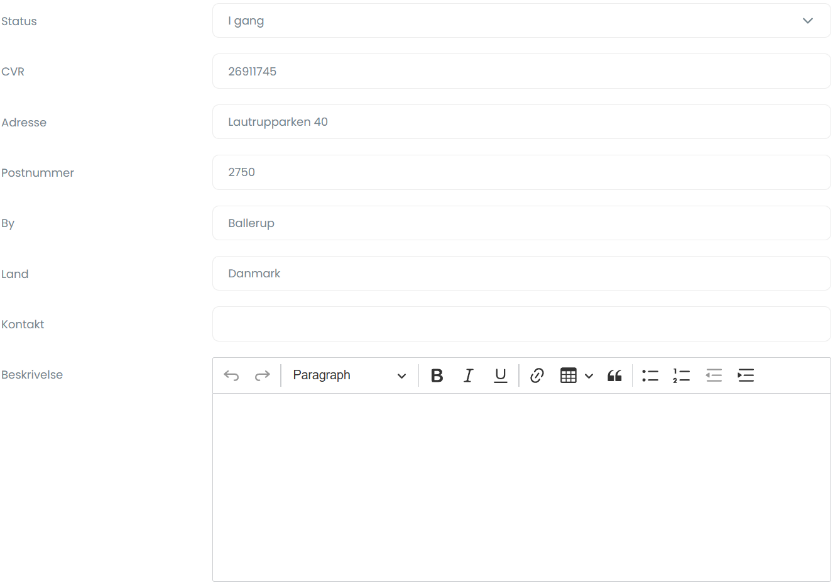 Status I gang
CVR 26911745
Adresse Lautrupparken 40
Postnummer 2750
By Ballerup
Land Danmark
Kontakt
Beskrivelse Paragraph B I U